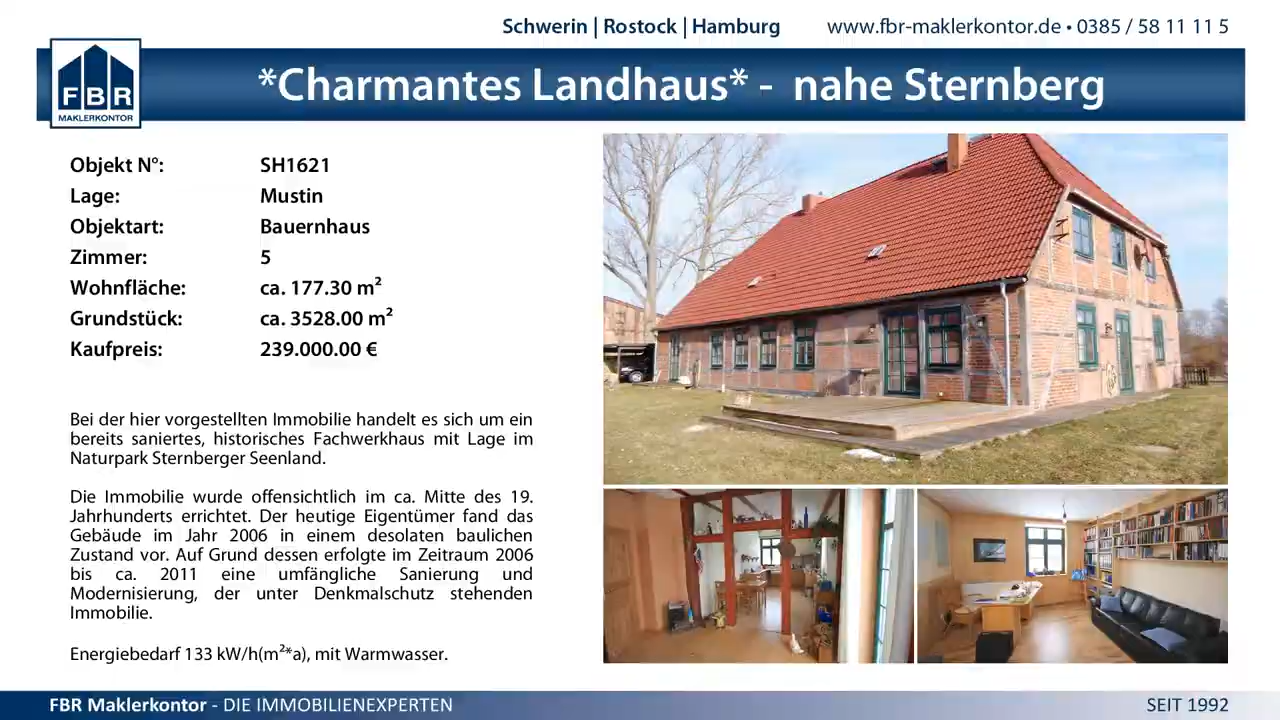 Schwerin | Rostock | Hamburg www.fbr-maklerkontor.de • 0385 / 58 11 11 5
FBR
MAKLERKONTOR
*Charmantes Landhaus* - nahe Sternberg
Objekt N°: SH1621
Lage: Mustin
Objektart: Bauernhaus
Zimmer: 5
Wohnfläche: ca. 177.30 m²
Grundstück: ca. 3528.00 m²
Kaufpreis: 239.000.00 €
Bei der hier vorgestellten Immobilie handelt es sich um ein
bereits saniertes, historisches Fachwerkhaus mit Lage im
Naturpark Sternberger Seenland.
Die Immobilie wurde offensichtlich im ca. Mitte des 19.
Jahrhunderts errichtet. Der heutige Eigentümer fand das
Gebäude im Jahr 2006 in einem desolaten baulichen
Zustand vor. Auf Grund dessen erfolgte im Zeitraum 2006
bis ca. 2011 eine umfängliche Sanierung und
Modernisierung, der unter Denkmalschutz stehenden
Immobilie.
Energiebedarf 133 kW/h(m²*a), mit Warmwasser.
FBR Maklerkontor - DIE IMMOBILIENEXPERTEN SEIT 1992